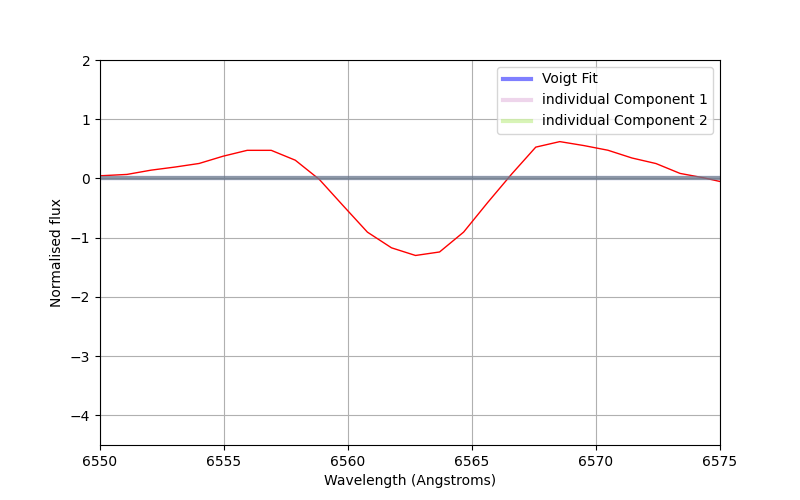 2
1
0
−1
−2
−3
−4
Normalised flux
Voigt Fit
individual Component 1
individual Component 2
6550 6555 6560 6565 6570 6575
Wavelength (Angstroms)